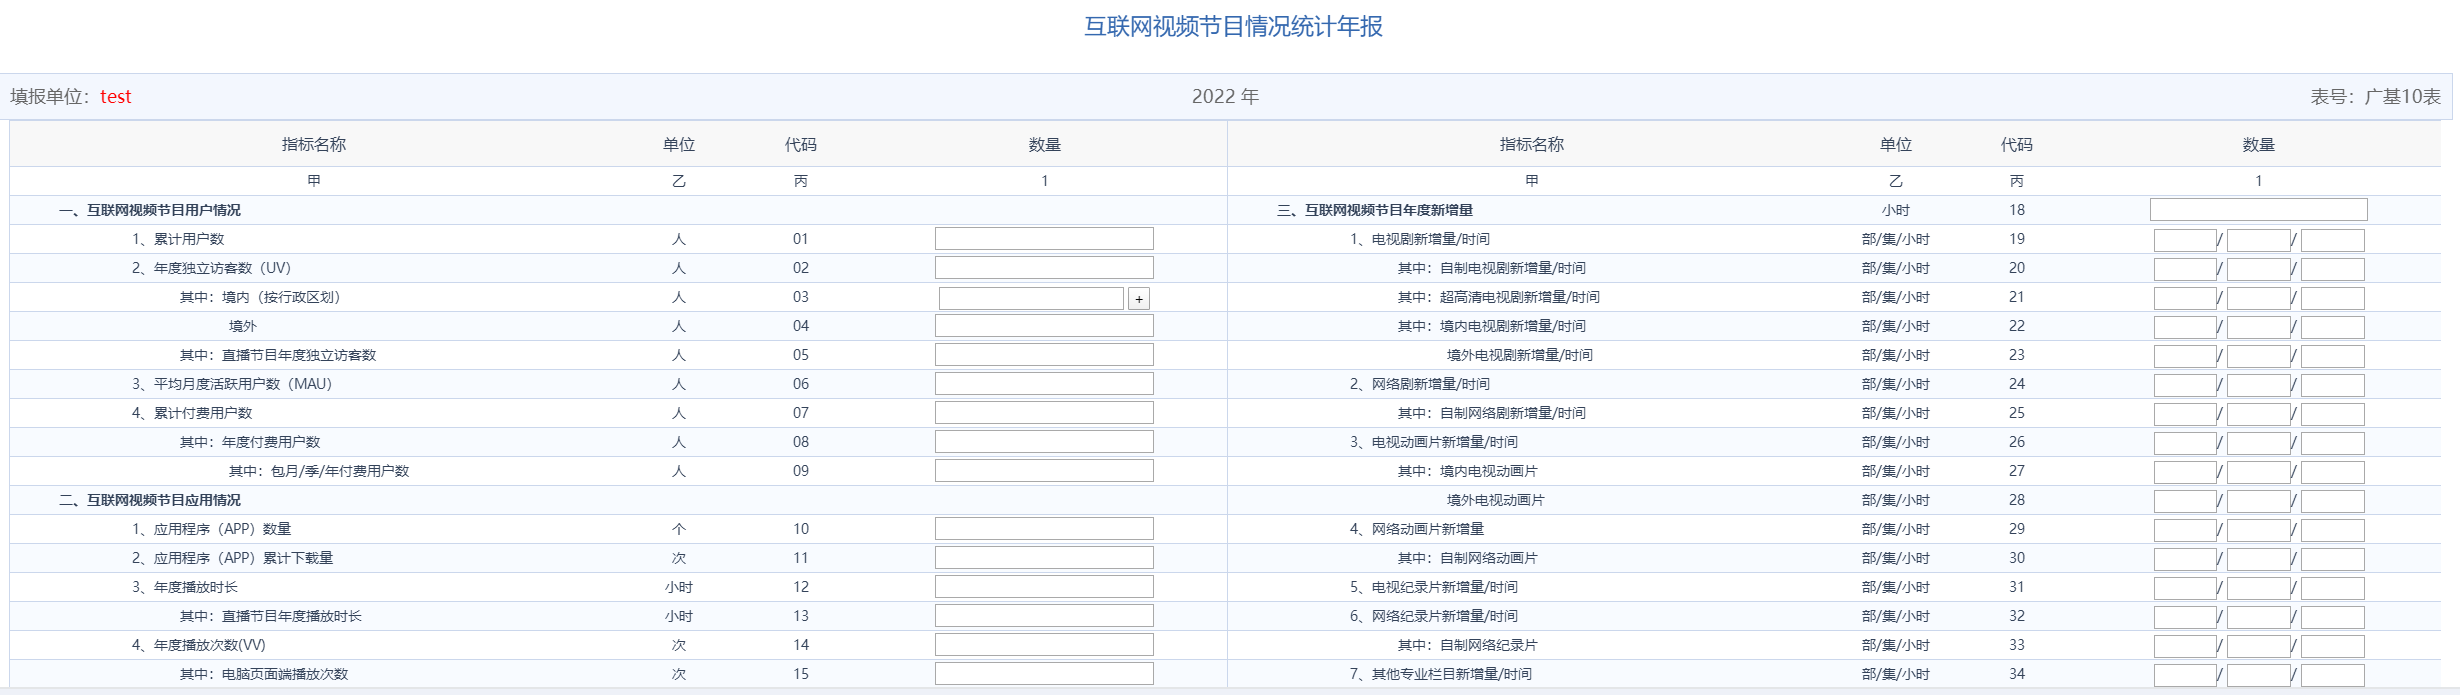 互联网视频节目情况统计年报
填报单位：test 2022 年 表号：广基10表
指标名称 单位 代码 数量 指标名称 单位 代码 数量
甲 乙 丙 1 甲 乙 丙 1
一、互联网视频节目用户情况 三、互联网视频节目年度新增量 小时 18
1、累计用户数 人 01 1、电视剧新增量/时间 部/集/小时 19 / /
2、年度独立访客数（UV） 人 02 其中：自制电视剧新增量/时间 部/集/小时 20 / /
其中：境内（按行政区划） 人 03 + 其中：超高清电视剧新增量/时间 部/集/小时 21 / /
境外 人 04 其中：境内电视剧新增量/时间 部/集/小时 22 / /
其中：直播节目年度独立访客数 人 05 境外电视剧新增量/时间 部/集/小时 23 / /
3、平均月度活跃用户数（MAU） 人 06 2、网络剧新增量/时间 部/集/小时 24 / /
4、累计付费用户数 人 07 其中：自制网络剧新增量/时间 部/集/小时 25 / /
其中：年度付费用户数 人 08 3、电视动画片新增量/时间 部/集/小时 26 / /
其中：包月/季/年付费用户数 人 09 其中：境内电视动画片 部/集/小时 27 / /
二、互联网视频节目应用情况 境外电视动画片 部/集/小时 28 / /
1、应用程序（APP）数量 个 10 4、网络动画片新增量 部/集/小时 29 / /
2、应用程序（APP）累计下载量 次 11 其中：自制网络动画片 部/集/小时 30 / /
3、年度播放时长 小时 12 5、电视纪录片新增量/时间 部/集/小时 31 / /
其中：直播节目年度播放时长 小时 13 6、网络纪录片新增量/时间 部/集/小时 32 / /
4、年度播放次数(VV) 次 14 其中：自制网络纪录片 部/集/小时 33 / /
其中：电脑页面端播放次数 次 15 7、其他专业栏目新增量/时间 部/集/小时 34 / /